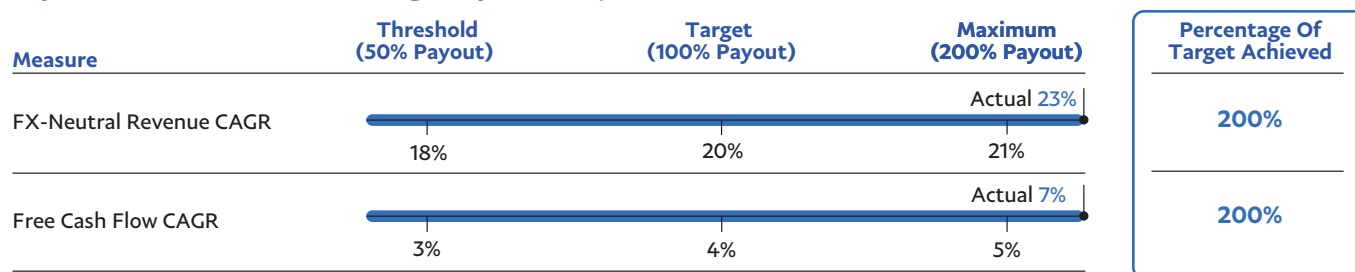 Measure
Threshold
(50% Payout)
Target
(100% Payout)
Maximum
(200% Payout)
Percentage Of
Target Achieved
FX-Neutral Revenue CAGR
Actual 23%
18%
20%
21%
200%
Free Cash Flow CAGR
Actual 7%
3%
4%
5%
200%